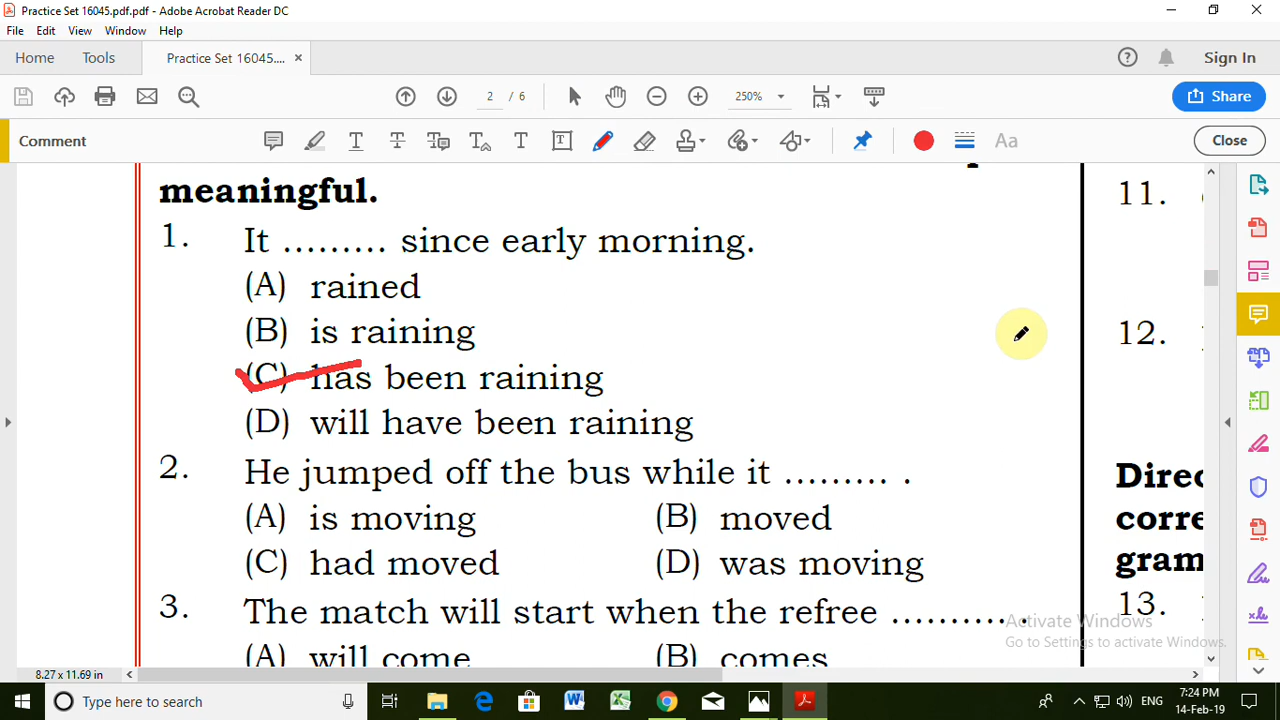 Practice Set 16045.pdf.pdf - Adobe Acrobat Reader DC
File Edit View Window Help
Home Tools Practice Set 16045.... × Sign In
2 / 6 250% Share
Comment Aa Close
meaningful.
1. It ......... since early morning.
(A) rained
(B) is raining
(C) has been raining
(D) will have been raining
2. He jumped off the bus while it ......... .
(A) is moving (B) moved
(C) had moved (D) was moving
3. The match will start when the refree .......... .
(A) will come (B) comes
11.
12.
Direc
corre
gram
13.
Activate Windows
Go to Settings to activate Windows.
8.27 x 11.69 in
Type here to search
ENG
7:24 PM
14-Feb-19